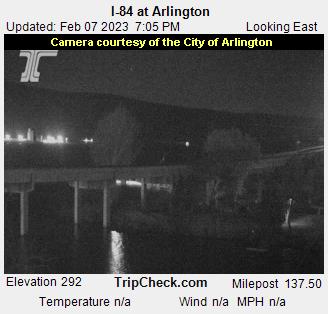 I-84 at Arlington
Updated: Feb 07 2023 7:05 PM Looking East
Camera courtesy of the City of Arlington
Elevation 292 TripCheck.com Milepost 137.50
Temperature n/a Wind n/a MPH n/a